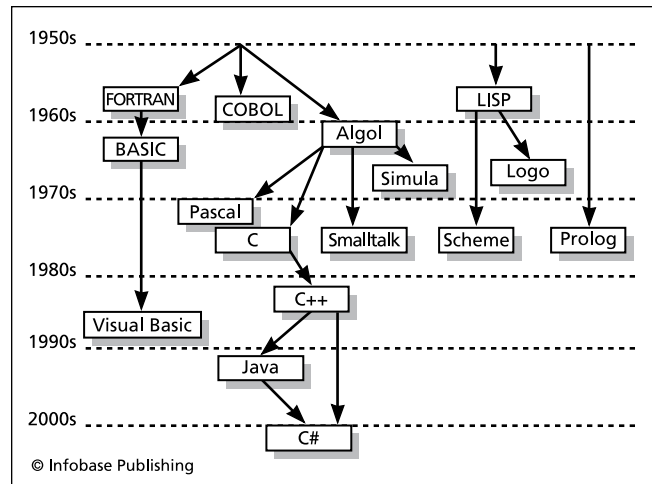 1950s
FORTRAN
COBOL
LISP
1960s
Algol
BASIC
Simula
Logo
1970s
Pascal
C
Smalltalk
Scheme
Prolog
1980s
C++
Visual Basic
1990s
Java
2000s
C#
© Infobase Publishing